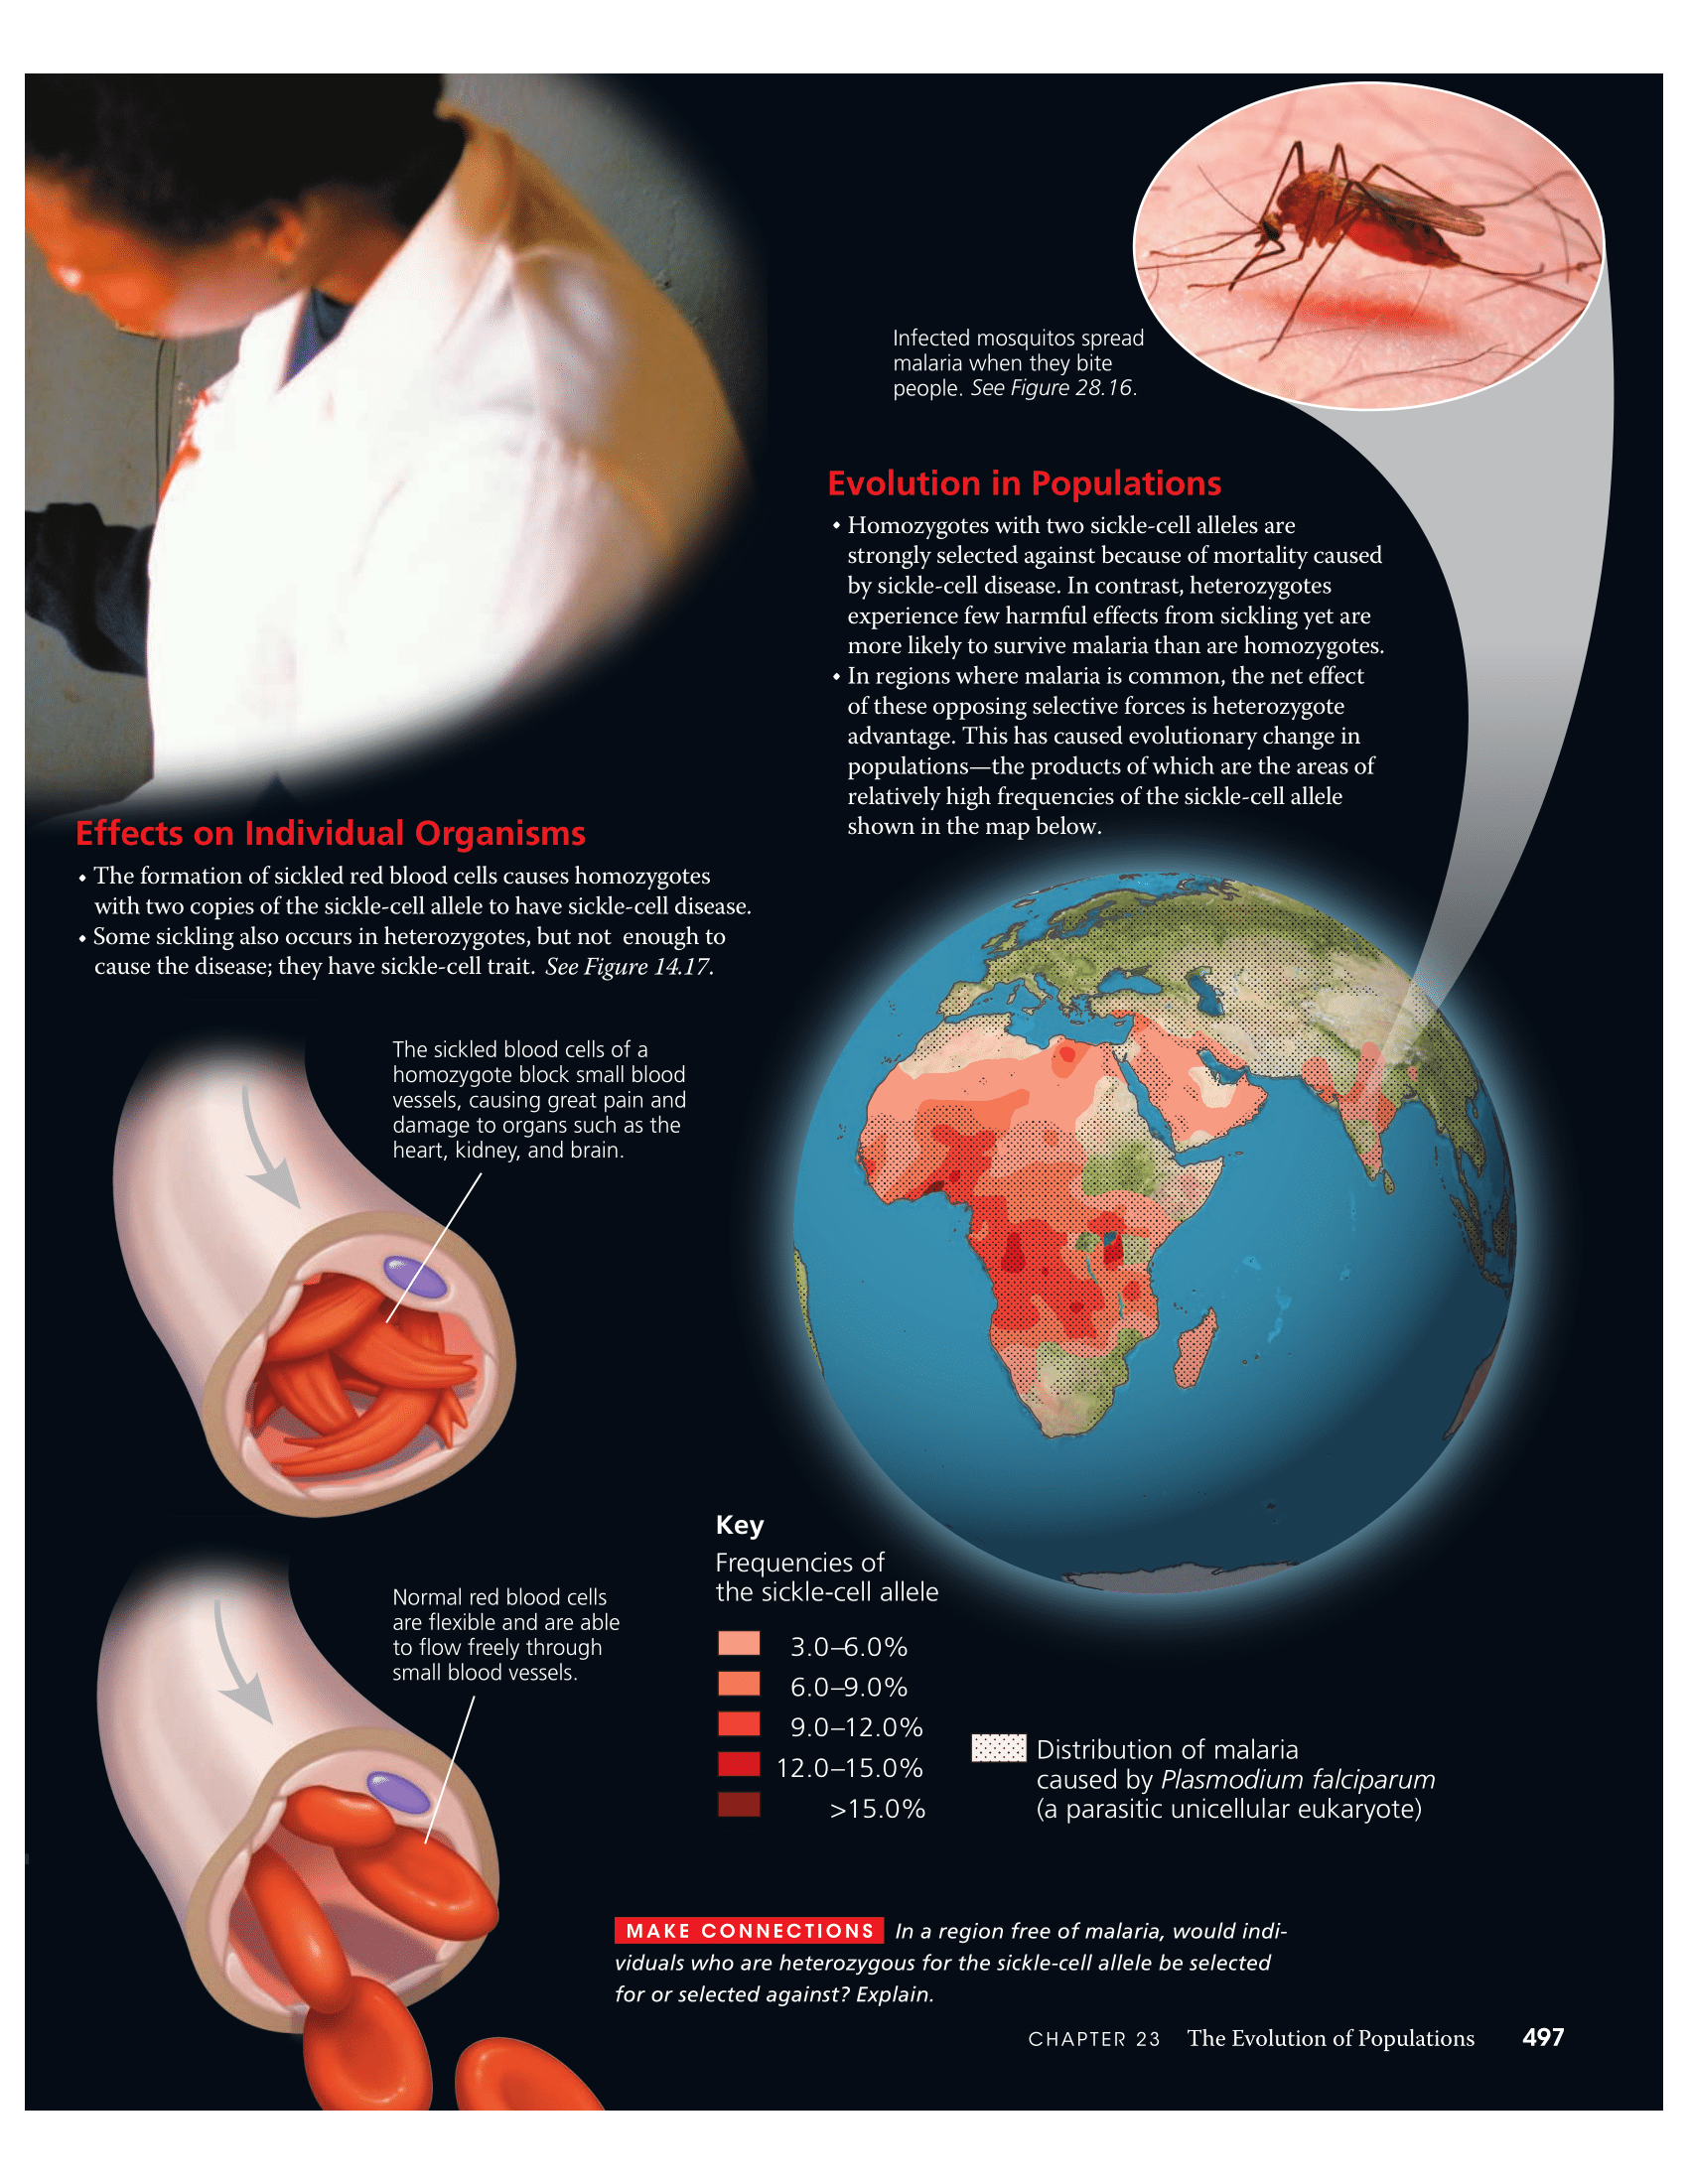 Infected mosquitos spread
malaria when they bite
people. See Figure 28.16.
Evolution in Populations
• Homozygotes with two sickle-cell alleles are
strongly selected against because of mortality caused
by sickle-cell disease. In contrast, heterozygotes
experience few harmful effects from sickling yet are
more likely to survive malaria than are homozygotes.
• In regions where malaria is common, the net effect
of these opposing selective forces is heterozygote
advantage. This has caused evolutionary change in
populations—the products of which are the areas of
relatively high frequencies of the sickle-cell allele
shown in the map below.
Effects on Individual Organisms
• The formation of sickled red blood cells causes homozygotes
with two copies of the sickle-cell allele to have sickle-cell disease.
• Some sickling also occurs in heterozygotes, but not enough to
cause the disease; they have sickle-cell trait. See Figure 14.17.
The sickled blood cells of a
homozygote block small blood
vessels, causing great pain and
damage to organs such as the
heart, kidney, and brain.
Normal red blood cells
are flexible and are able
to flow freely through
small blood vessels.
Key
Frequencies of
the sickle-cell allele
3.0–6.0%
6.0–9.0%
9.0–12.0%
12.0–15.0%
>15.0%
Distribution of malaria
caused by Plasmodium falciparum
(a parasitic unicellular eukaryote)
MAKE CONNECTIONS In a region free of malaria, would indi-
viduals who are heterozygous for the sickle-cell allele be selected
for or selected against? Explain.
CHAPTER 23 The Evolution of Populations 497